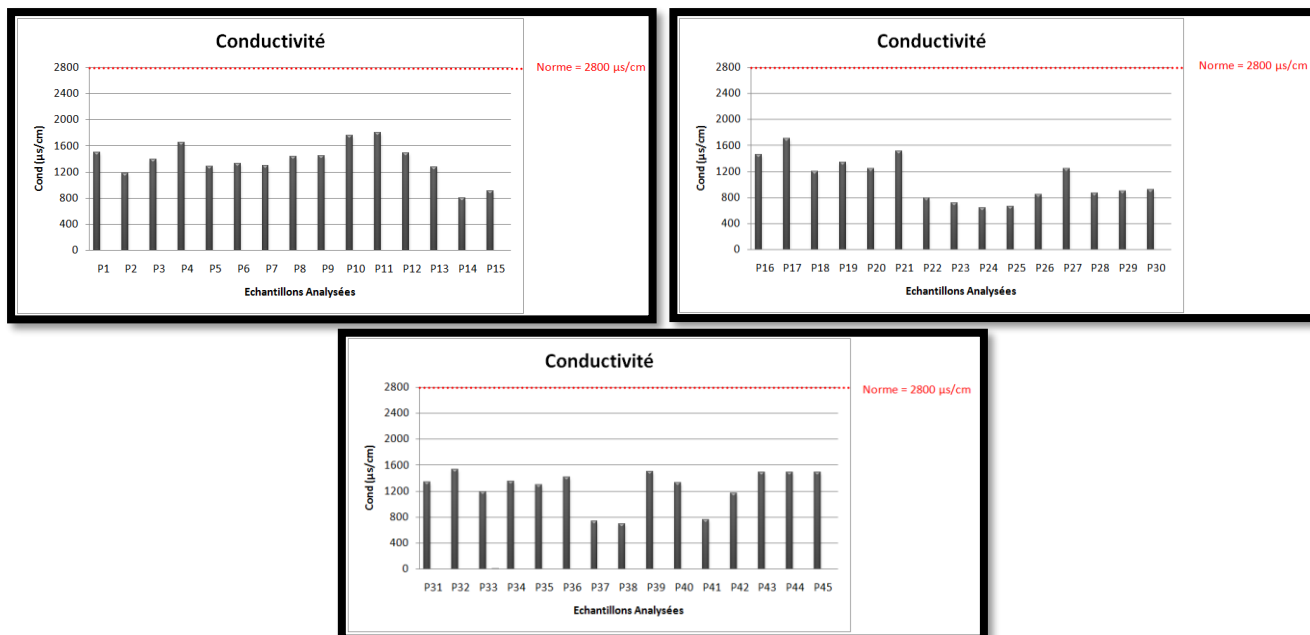 Conductivité
Norme = 2800 µs/cm
2800
2400
2000
1600
1200
800
400
0
Cond (µs/cm)
P1 P2 P3 P4 P5 P6 P7 P8 P9 P10 P11 P12 P13 P14 P15
Echantillons Analysées
Conductivité
Norme = 2800 µs/cm
2800
2400
2000
1600
1200
800
400
0
Cond (µs/cm)
P16 P17 P18 P19 P20 P21 P22 P23 P24 P25 P26 P27 P28 P29 P30
Echantillons Analysées
Conductivité
Norme = 2800 µs/cm
2800
2400
2000
1600
1200
800
400
0
Cond (µs/cm)
P31 P32 P33 P34 P35 P36 P37 P38 P39 P40 P41 P42 P43 P44 P45
Echantillons Analysées